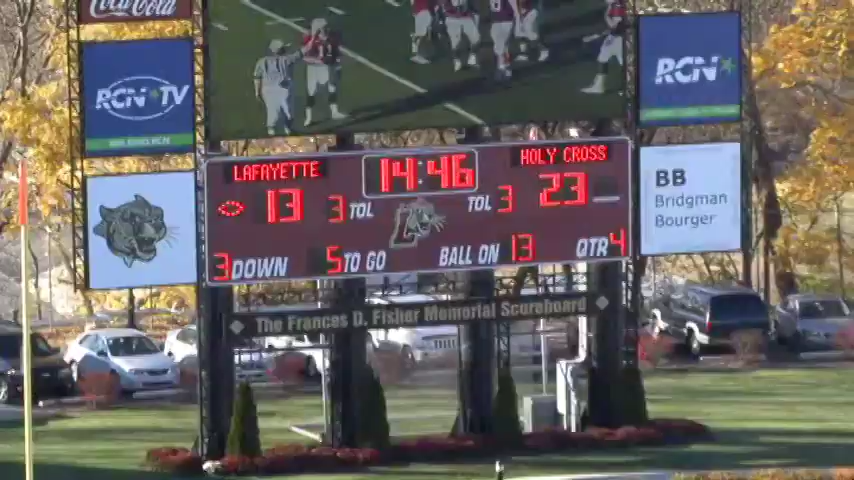 Coca-Cola
RCN TV
RCN
LAFAYETTE
14:46
HOLY CROSS
13
3 TOL
TOL 3
23
3 DOWN
5 TO GO
BALL ON 13
QTR 4
BB
Bridgman
Bourger
The Frances D. Fisher Memorial Scoreboard